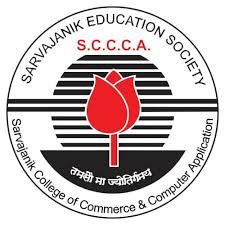 SARVAJANIK EDUCATION SOCIETY
S.C.C.C.A.
तमसो मा ज्योतिर्गमय
Sarvajanik College of Commerce & Computer Application